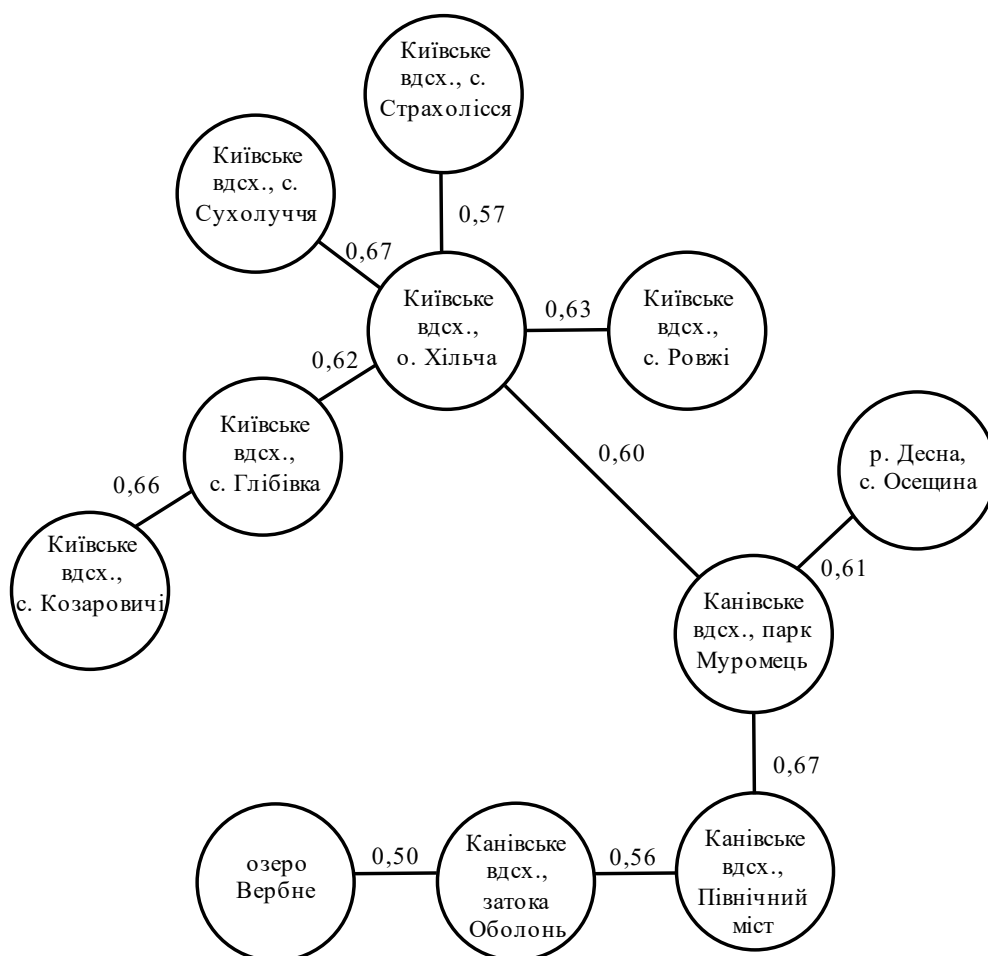 Київське
вдсх., с.
Страхолісся
Київське
вдсх., с.
Сухолуччя
0,57
0,67
Київське
вдсх.,
о. Хільча
0,63
Київське
вдсх.,
с. Ровжі
0,62
Київське
вдсх.,
с. Глібівка
0,60
р. Десна,
с. Осещина
0,66
Київське
вдсх.,
с. Козаровичі
0,61
Канівське
вдсх., парк
Муромець
0,67
озеро
Вербне
0,50
Канівське
вдсх.,
затока
Оболонь
0,56
Канівське
вдсх.,
Північний
міст